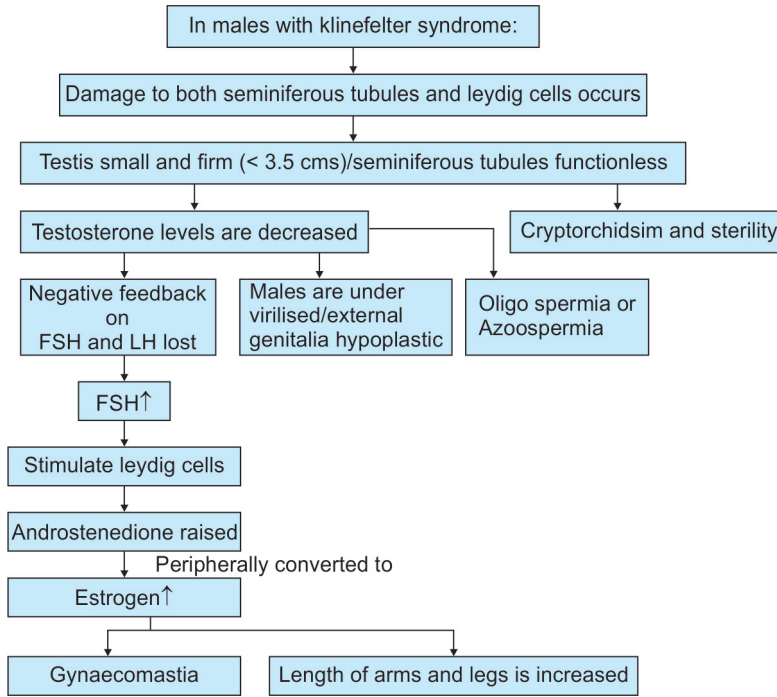 In males with klinefelter syndrome:
Damage to both seminiferous tubules and leydig cells occurs
Testis small and firm (< 3.5 cms)/seminiferous tubules functionless
Testosterone levels are decreased
Cryptorchidsim and sterility
Negative feedback
on
FSH and LH lost
Males are under
virilised/external
genitalia hypoplastic
Oligo spermia or
Azoospermia
FSH↑
Stimulate leydig cells
Androstenedione raised
Peripherally converted to
Estrogen↑
Gynaecomastia
Length of arms and legs is increased